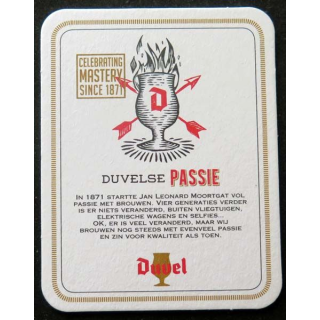 CELEBRATING
MASTERY
SINCE 1871
D
DUVELSE PASSIE
IN 1871 STARTTE JAN LEONARD MOORTGAT VOL
PASSIE MET BROUWEN. VIER GENERATIES VERDER
IS ER NIETS VERANDERD, BUITEN VLIEGTUIGEN,
ELEKTRISCHE WAGENS EN SELFIES...
OK, ER IS VEEL VERANDERD, MAAR WIJ
BROUWEN NOG STEEDS MET EVENVEEL PASSIE
EN ZIN VOOR KWALITEIT ALS TOEN.
Duvel